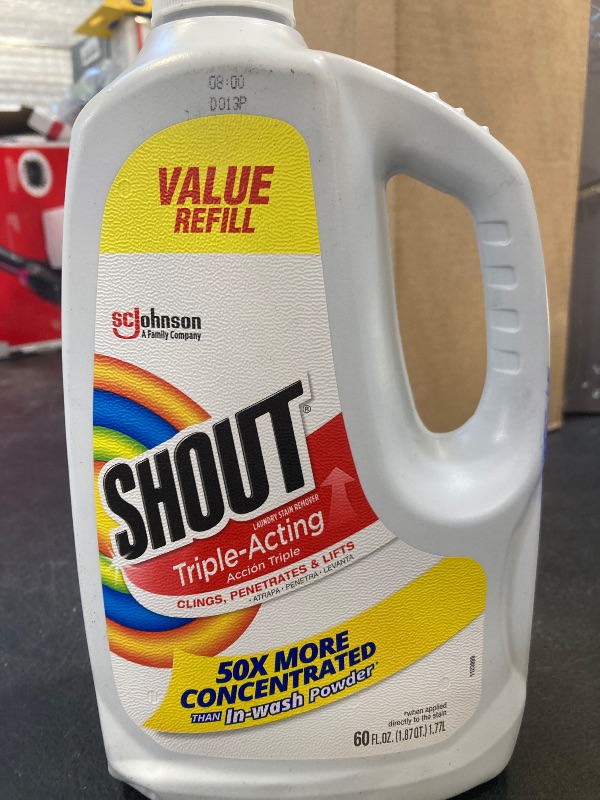 08:00
D013P
VALUE
REFILL
scJohnson
A Family Company
SHOUT®
LAUNDRY STAIN REMOVER
Triple-Acting
Acción Triple
CLINGS, PENETRATES & LIFTS
• ATRAPA • PENETRA • LEVANTA
50X MORE
CONCENTRATED
THAN In-wash Powder*
*when applied
directly to the stain
60 FL.OZ. (1.87 QT.) 1.77L